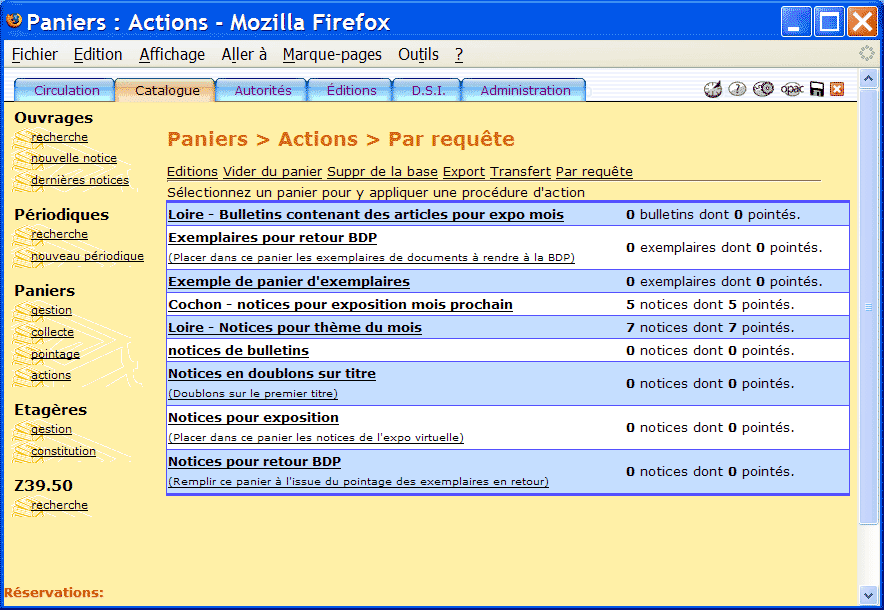 Paniers : Actions - Mozilla Firefox
Fichier Edition Affichage Aller à Marque-pages Outils ?
Circulation Catalogue Autorités Éditions D.S.I. Administration opac
Ouvrages
recherche
nouvelle notice
dernières notices
Périodiques
recherche
nouveau périodique
Paniers
gestion
collecte
pointage
actions
Etagères
gestion
constitution
Z39.50
recherche
Paniers > Actions > Par requête
Editions Vider du panier Suppr de la base Export Transfert Par requête
Sélectionnez un panier pour y appliquer une procédure d'action
Loire - Bulletins contenant des articles pour expo mois 0 bulletins dont 0 pointés.
Exemplaires pour retour BDP
(Placer dans ce panier les exemplaires de documents à rendre à la BDP) 0 exemplaires dont 0 pointés.
Exemple de panier d'exemplaires 0 exemplaires dont 0 pointés.
Cochon - notices pour exposition mois prochain 5 notices dont 5 pointés.
Loire - Notices pour thème du mois 7 notices dont 7 pointés.
notices de bulletins 0 notices dont 0 pointés.
Notices en doublons sur titre
(Doublons sur le premier titre) 0 notices dont 0 pointés.
Notices pour exposition
(Placer dans ce panier les notices de l'expo virtuelle) 0 notices dont 0 pointés.
Notices pour retour BDP
(Remplir ce panier à l'issue du pointage des exemplaires en retour) 0 notices dont 0 pointés.
Réservations: